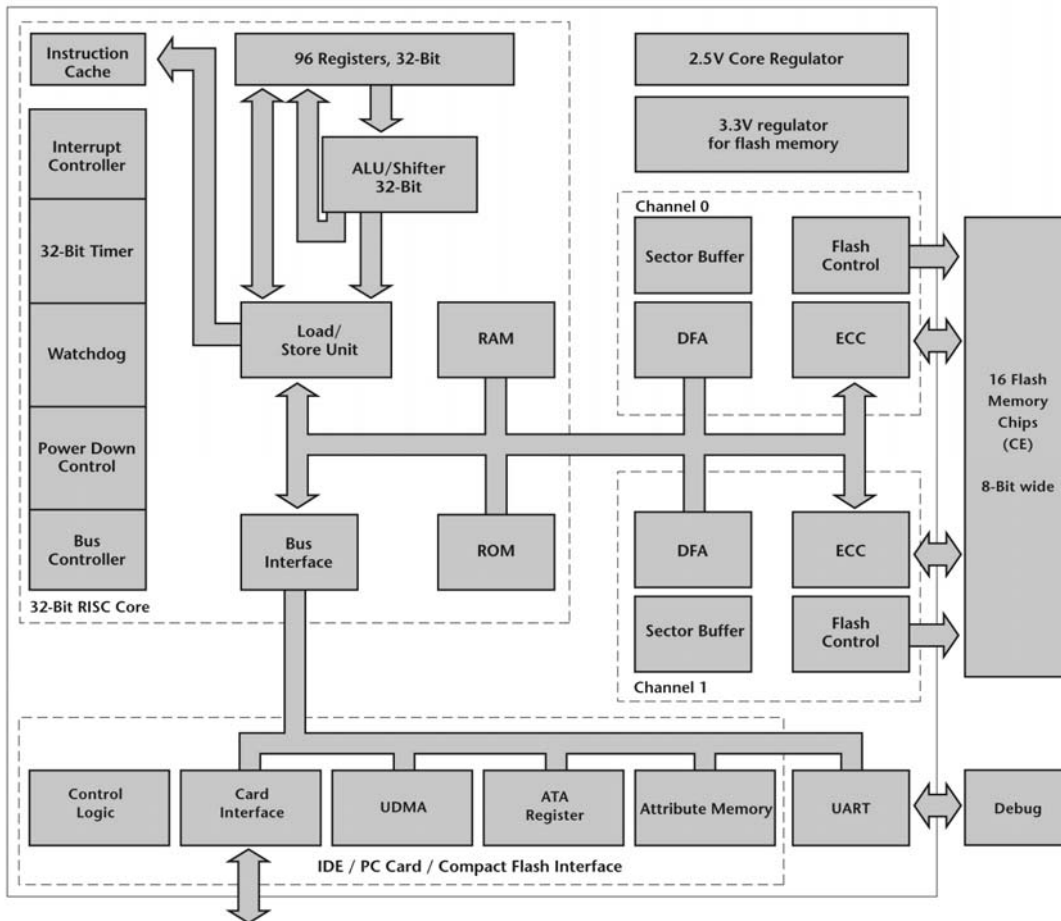 Instruction
Cache
96 Registers, 32-Bit
2.5V Core Regulator
3.3V regulator
for flash memory
Interrupt
Controller
ALU/Shifter
32-Bit
32-Bit Timer
Watchdog
Power Down
Control
Bus
Controller
Load/
Store Unit
RAM
Bus
Interface
ROM
32-Bit RISC Core
Channel 0
Sector Buffer
Flash
Control
DFA
ECC
DFA
ECC
Sector Buffer
Flash
Control
Channel 1
16 Flash
Memory
Chips
(CE)
8-Bit wide
Control
Logic
Card
Interface
UDMA
ATA
Register
Attribute Memory
UART
Debug
IDE / PC Card / Compact Flash Interface